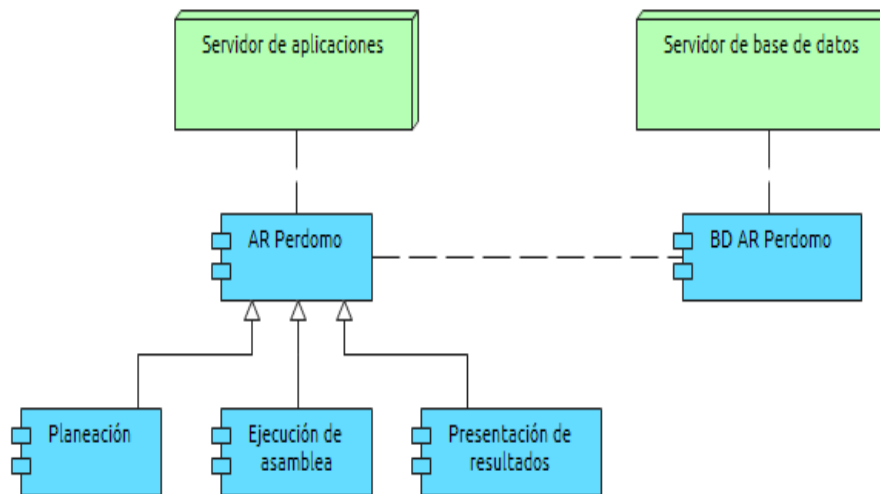 Servidor de aplicaciones
Servidor de base de datos
AR Perdomo
BD AR Perdomo
Planeación
Ejecución de
asamblea
Presentación de
resultados